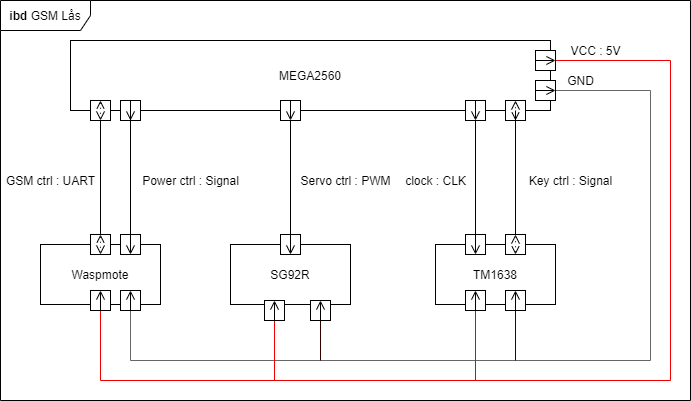 ibd GSM Lås
MEGA2560
VCC : 5V
GND
GSM ctrl : UART
Power ctrl : Signal
Servo ctrl : PWM
clock : CLK
Key ctrl : Signal
Waspmote
SG92R
TM1638